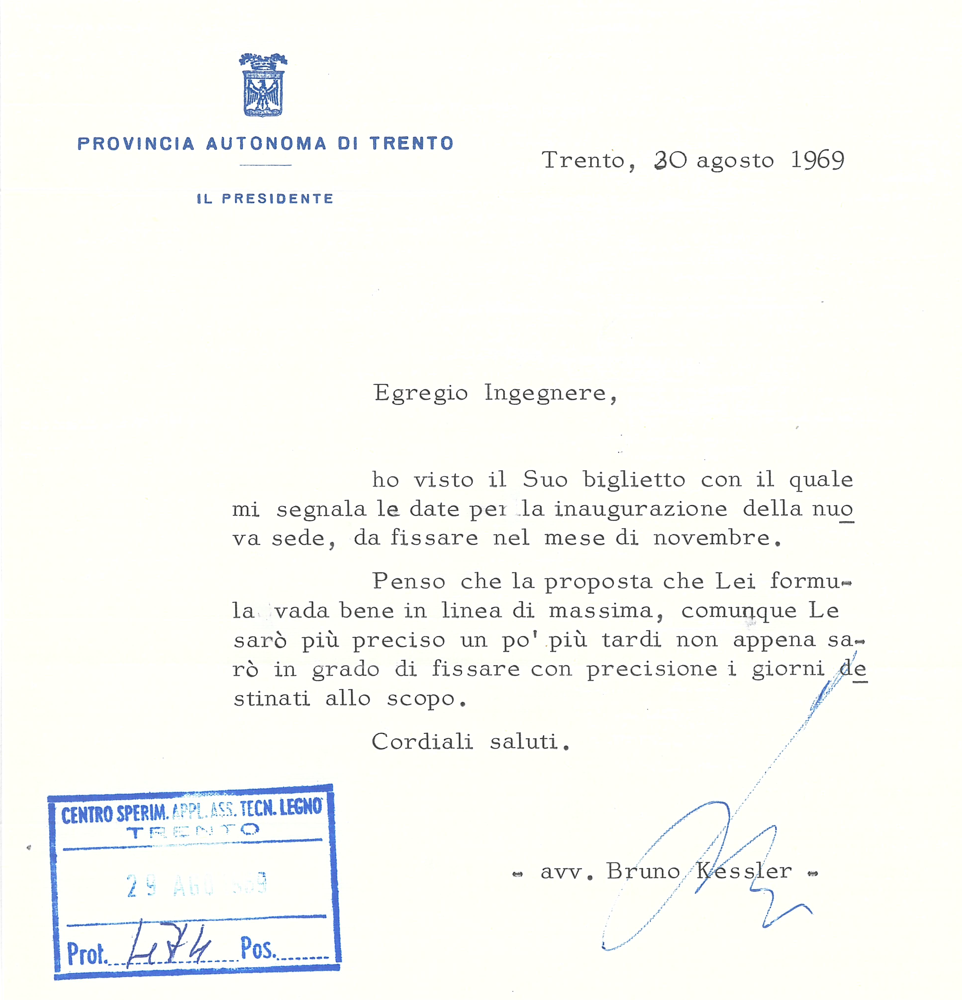 PROVINCIA AUTONOMA DI TRENTO
IL PRESIDENTE
Trento, 20 agosto 1969
Egregio Ingegnere,
ho visto il Suo biglietto con il quale
mi segnala le date per la inaugurazione della nuo
va sede, da fissare nel mese di novembre.
Penso che la proposta che Lei formu-
la vada bene in linea di massima, comunque Le
sarò più preciso un po' più tardi non appena sa-
rò in grado di fissare con precisione i giorni de
stinati allo scopo.
Cordiali saluti.
- avv. Bruno Kessler -
CENTRO SPERIM. APPL. ASS. TECN. LEGNO
TRENTO
29 AGO
Prot. 474 Pos.